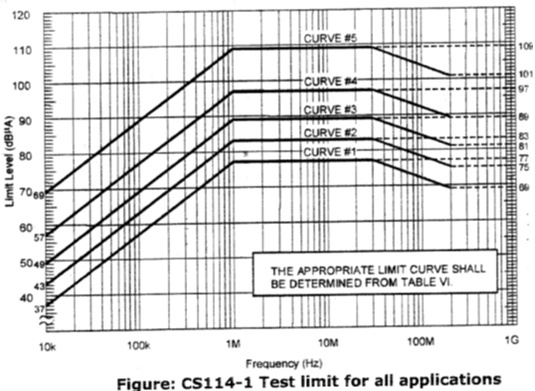 120
110
100
90
80
70
60
50
40
Limit Level (dBµA)
69
57
49
43
37
CURVE #5
CURVE #4
CURVE #3
CURVE #2
CURVE #1
109
101
97
89
83
81
77
75
69
THE APPROPRIATE LIMIT CURVE SHALL
BE DETERMINED FROM TABLE VI.
10k
100k
1M
10M
100M
1G
Frequency (Hz)
Figure: CS114-1 Test limit for all applications